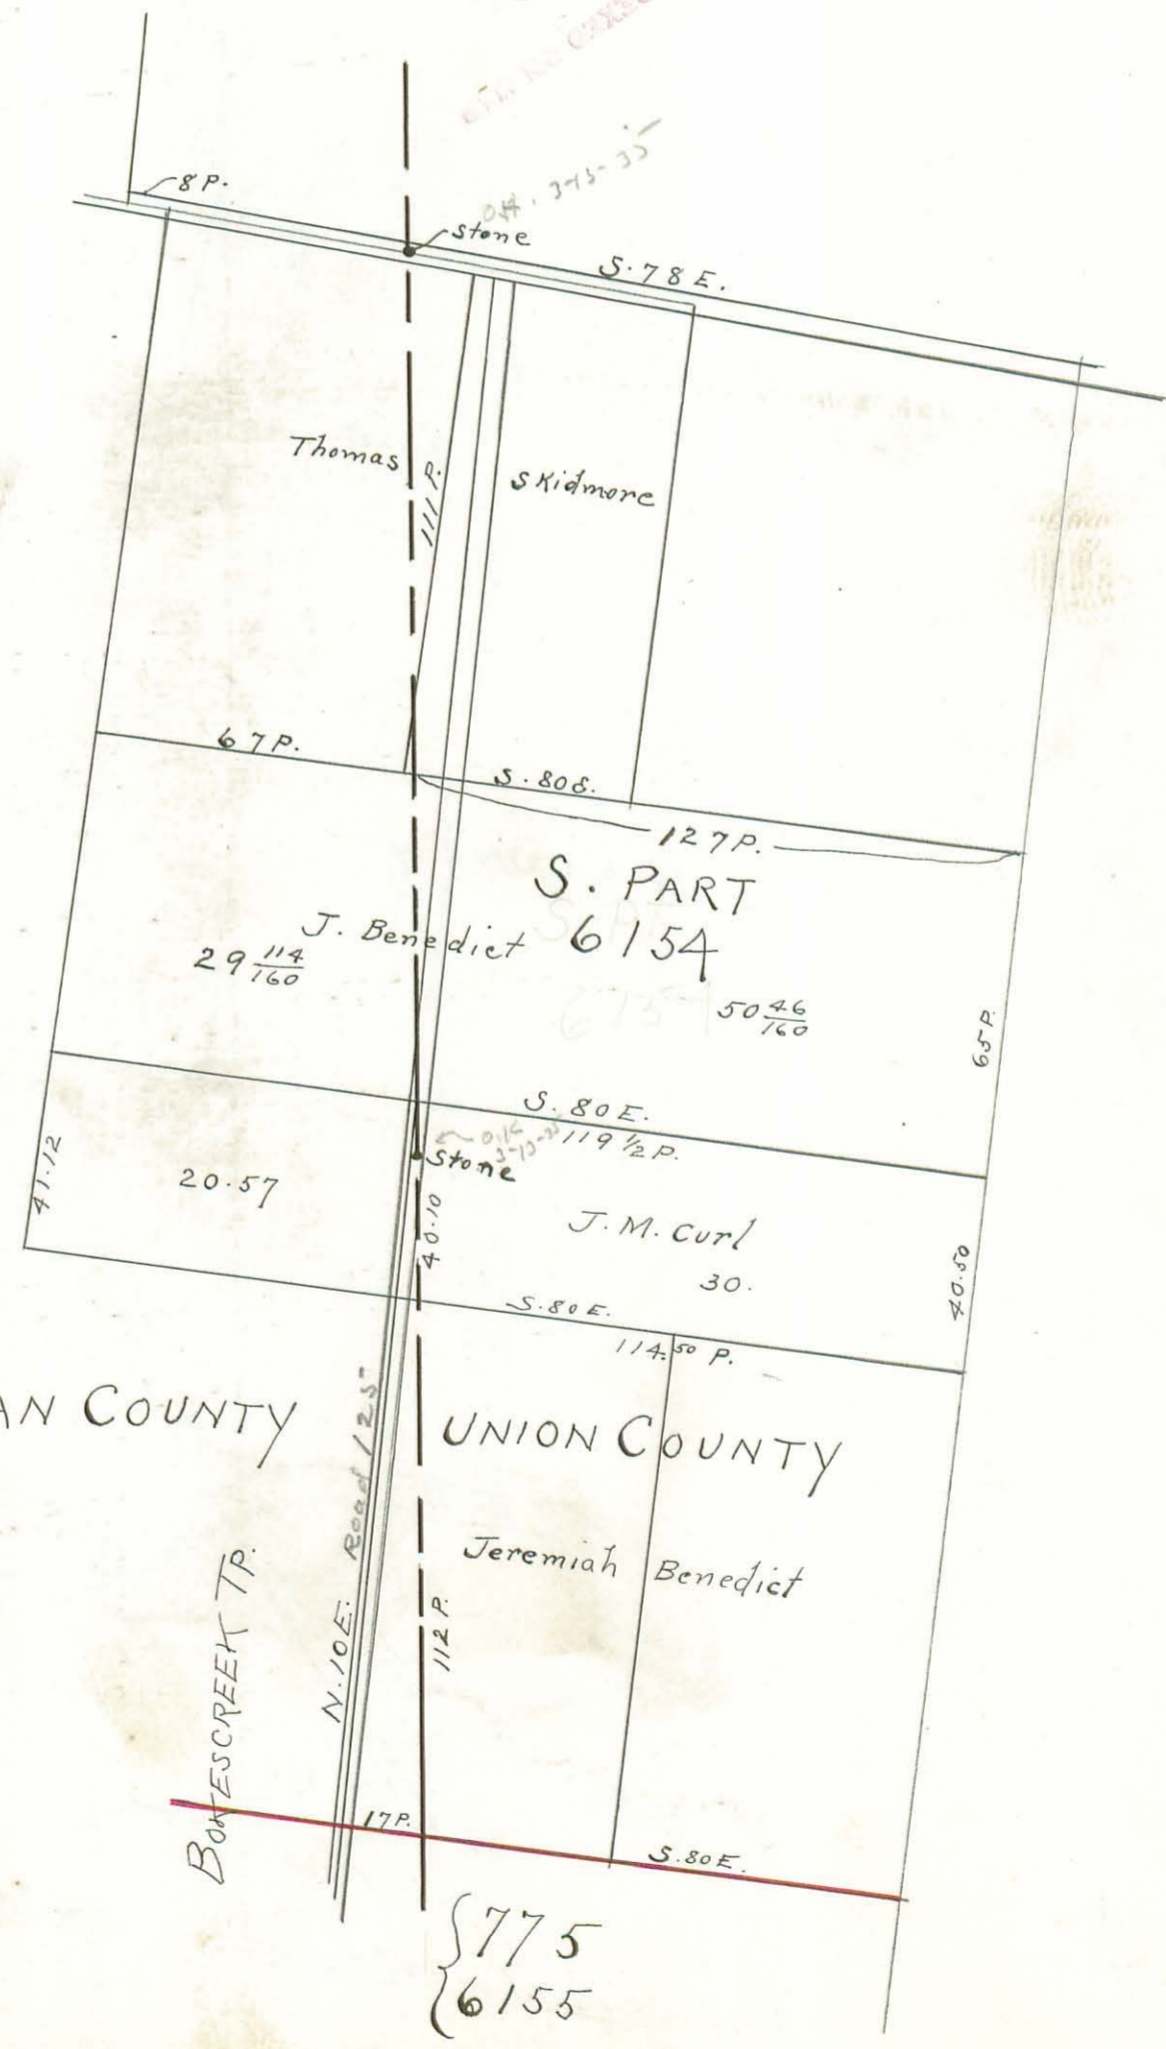 8 P.
stone
S. 78 E.
Thomas
111 P.
Skidmore
67 P.
S. 80 E.
127 P.
S. PART
6154
J. Benedict
29 114/160
50 46/160
65 P.
S. 80 E.
119 1/2 P.
stone
41.12
20.57
40.10
J. M. Curl
30.
40.50
S. 80 E.
114.50 P.
AN COUNTY
UNION COUNTY
Road 125
N. 10 E.
Jeremiah Benedict
112 P.
BOKESCREEK TP.
17 P.
S. 80 E.
775
6155